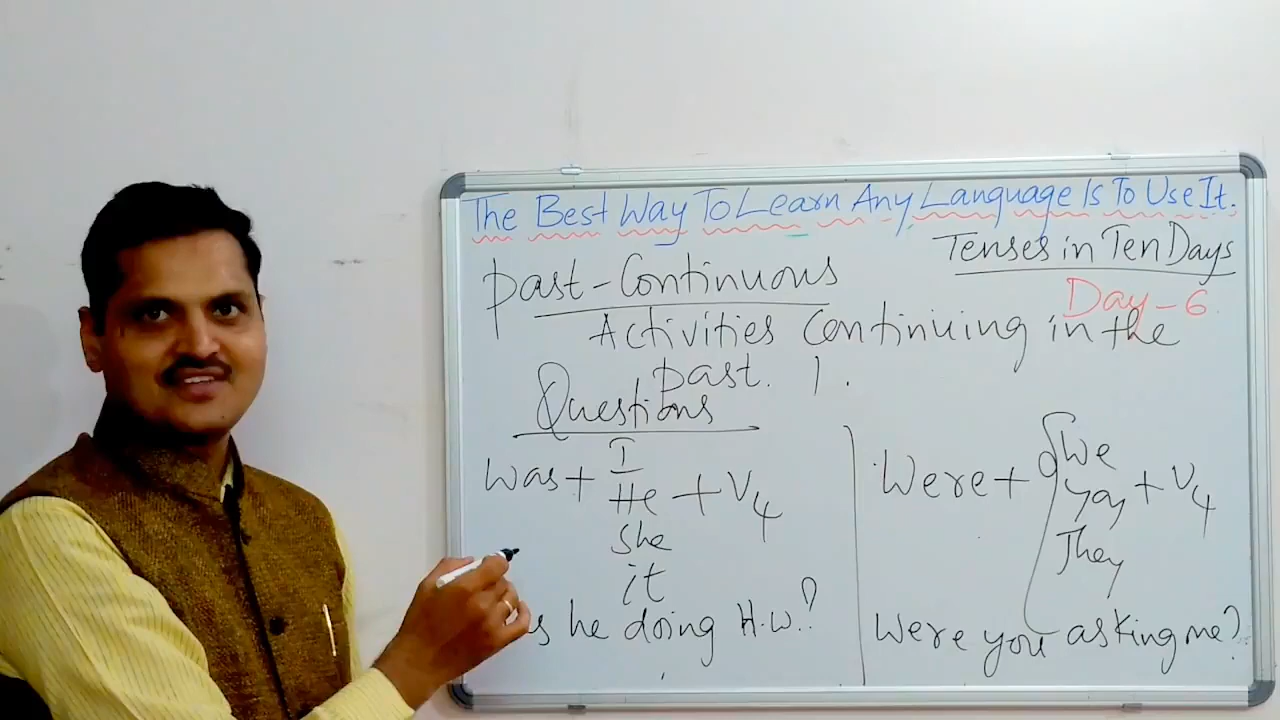 The Best Way To Learn Any Language Is To Use It.
Tenses in Ten Days
Past-Continuous
Day-6
Activities Continuing in the
past. 1.
Questions
Was + I + V4
He
She
it
Were + We + V4
They
he doing H.W.?
Were you asking me?